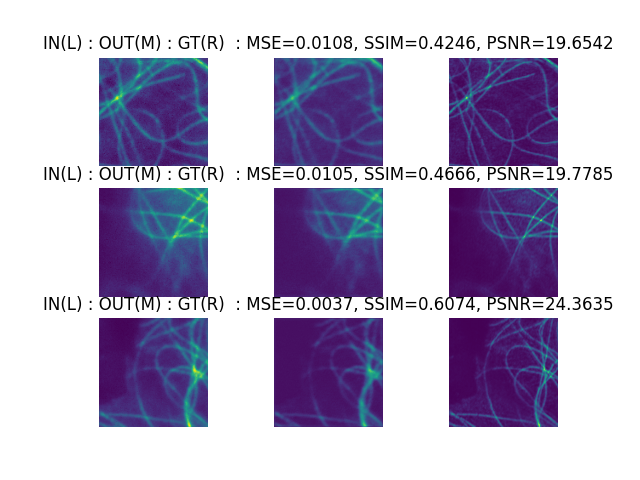 IN(L) : OUT(M) : GT(R)  : MSE=0.0108, SSIM=0.4246, PSNR=19.6542
IN(L) : OUT(M) : GT(R)  : MSE=0.0105, SSIM=0.4666, PSNR=19.7785
IN(L) : OUT(M) : GT(R)  : MSE=0.0037, SSIM=0.6074, PSNR=24.3635